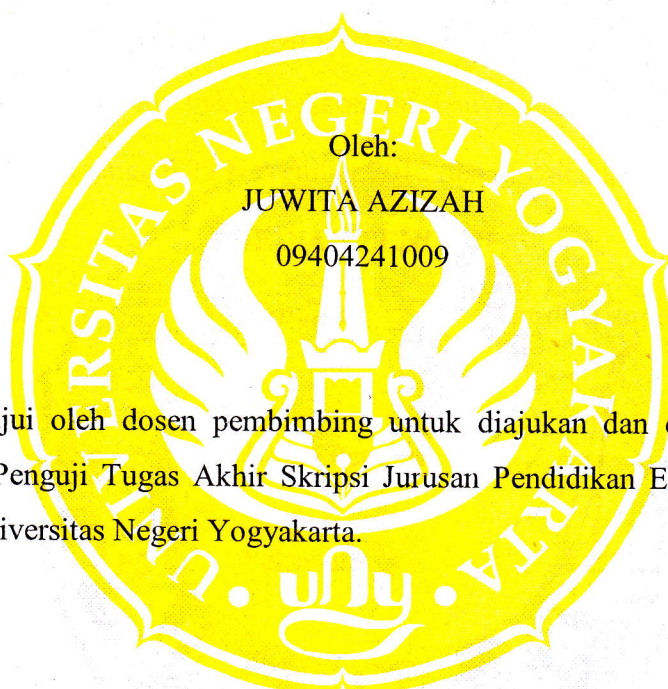 UNIVERSITAS NEGERI YOGYAKARTA
Oleh:
JUWITA AZIZAH
09404241009
jui oleh dosen pembimbing untuk diajukan dan
Penguji Tugas Akhir Skripsi Jurusan Pendidikan E
iversitas Negeri Yogyakarta.
uny